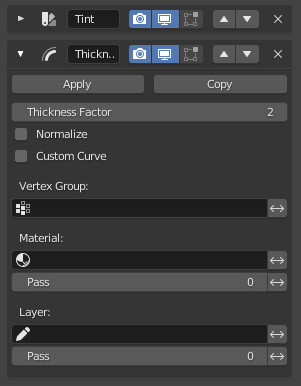 Tint
Thickn..
Apply Copy
Thickness Factor 2
Normalize
Custom Curve
Vertex Group:
Material:
Pass 0
Layer:
Pass 0